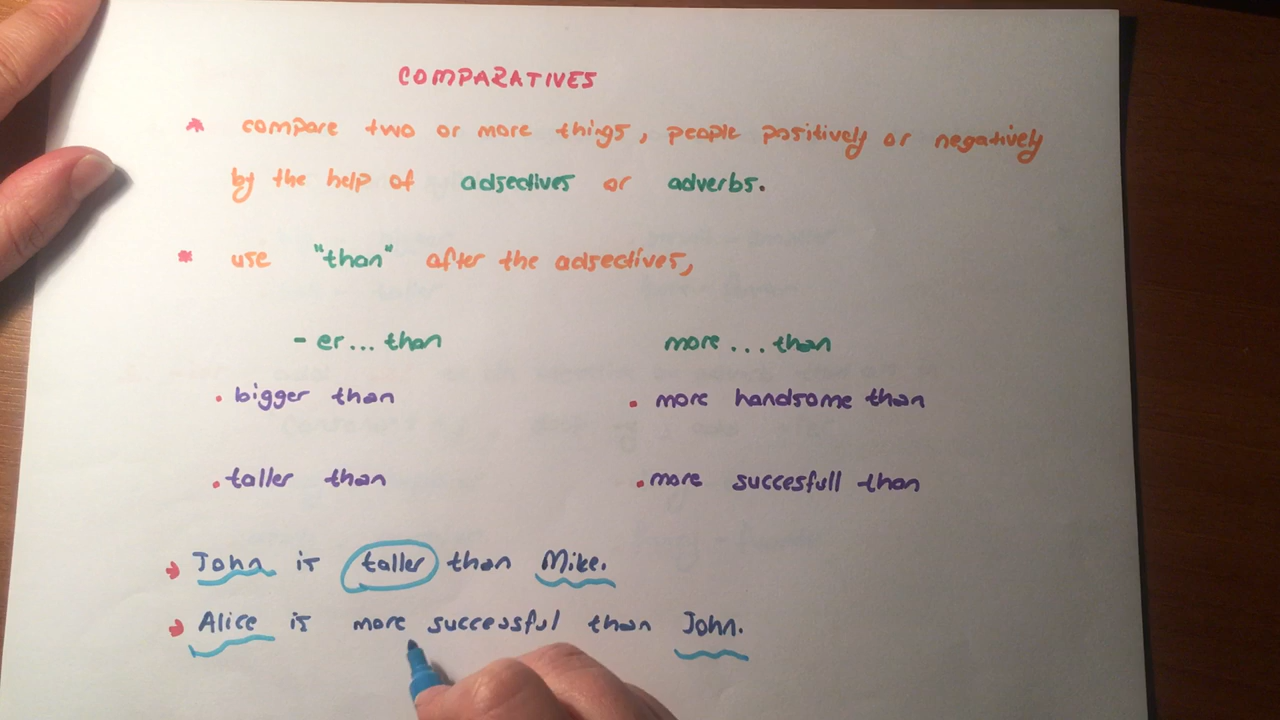 COMPARATIVES
* compare two or more things, people positively or negatively
by the help of adjectives or adverbs.
* use "than" after the adjectives,
- er... than more ... than
. bigger than . more handsome than
. taller than . more succesfull than
→ John is taller than Mike.
→ Alice is more successful than John.